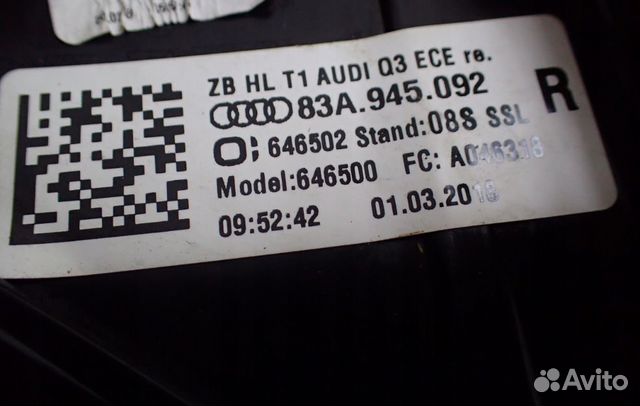 ZB HL T1 AUDI Q3 ECE re.
83A.945.092 R
646502 Stand:08S SSL
Model:646500 FC: A046318
09:52:42 01.03.2018
Avito